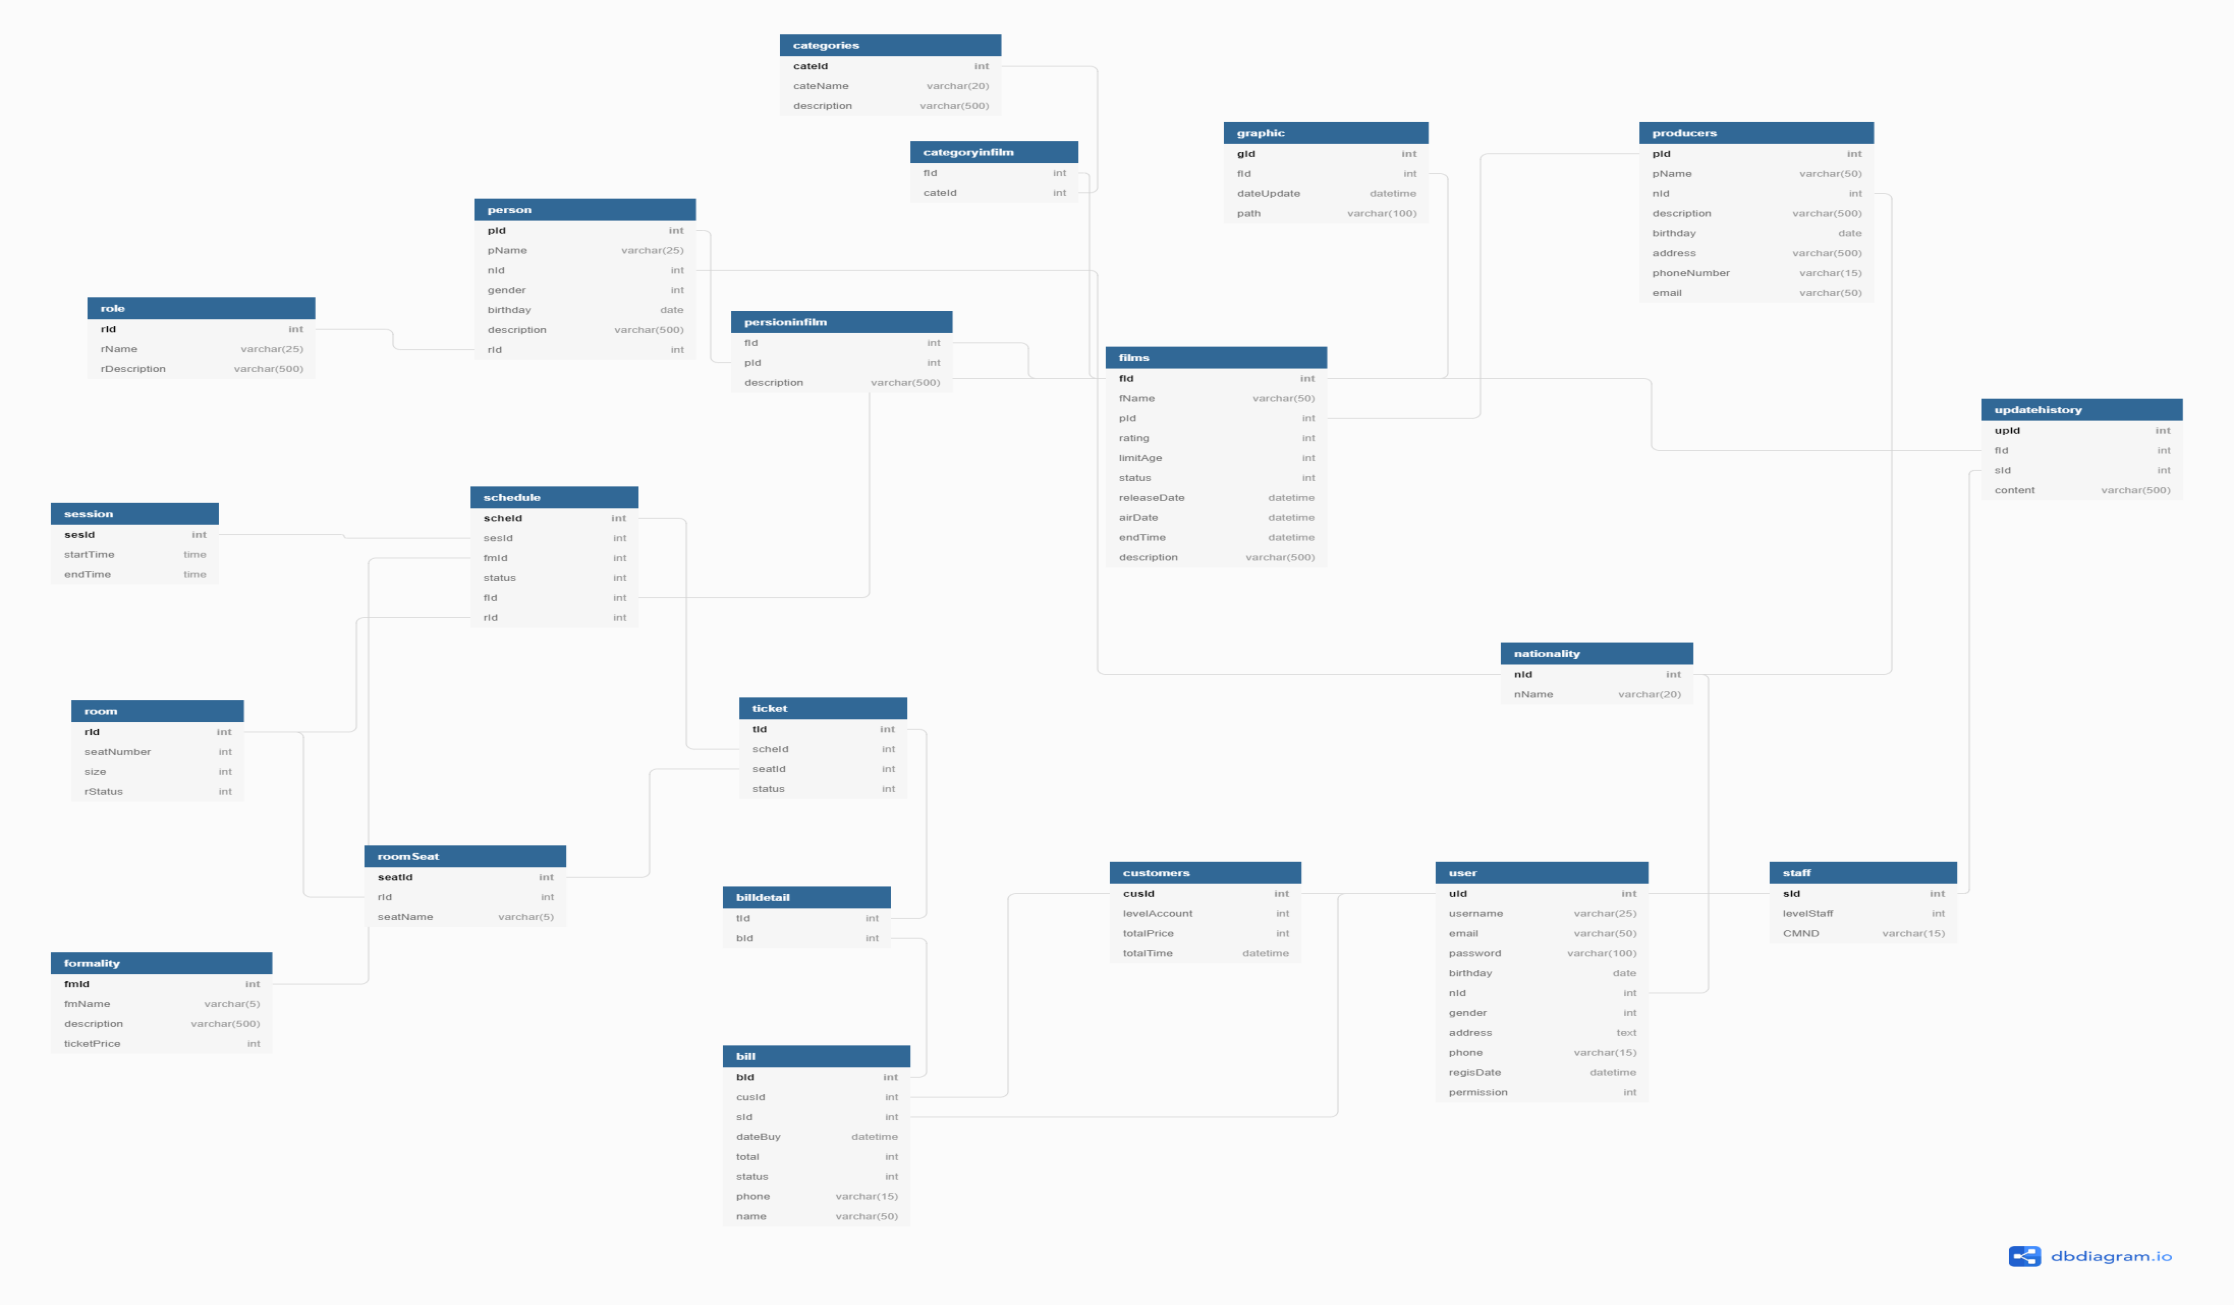 categories
cateId int
cateName varchar(20)
description varchar(500)
categoryinfilm
fId int
cateId int
graphic
gId int
fId int
dateUpdate datetime
path varchar(100)
producers
pId int
pName varchar(50)
nId int
description varchar(500)
birthday date
address varchar(500)
phoneNumber varchar(15)
email varchar(50)
person
pId int
pName varchar(25)
nId int
gender int
birthday date
description varchar(500)
rId int
role
rId int
rName varchar(25)
rDescription varchar(500)
persioninfilm
fId int
pId int
description varchar(500)
films
fId int
fName varchar(50)
pId int
rating int
limitAge int
status int
releaseDate datetime
airDate datetime
endTime datetime
description varchar(500)
updatehistory
upId int
fId int
sId int
content varchar(500)
session
sesId int
startTime time
endTime time
schedule
scheId int
sesId int
fmId int
status int
fId int
rId int
nationality
nId int
nName varchar(20)
room
rId int
seatNumber int
size int
rStatus int
ticket
tId int
scheId int
seatId int
status int
roomSeat
seatId int
rId int
seatName varchar(5)
billdetail
tId int
bId int
customers
cusId int
levelAccount int
totalPrice int
totalTime datetime
user
uId int
username varchar(25)
email varchar(50)
password varchar(100)
birthday date
nId int
gender int
address text
phone varchar(15)
regisDate datetime
permission int
staff
sId int
levelStaff int
CMND varchar(15)
formality
fmId int
fmName varchar(5)
description varchar(500)
ticketPrice int
bill
bId int
cusId int
sId int
dateBuy datetime
total int
status int
phone varchar(15)
name varchar(50)
dbdiagram.io